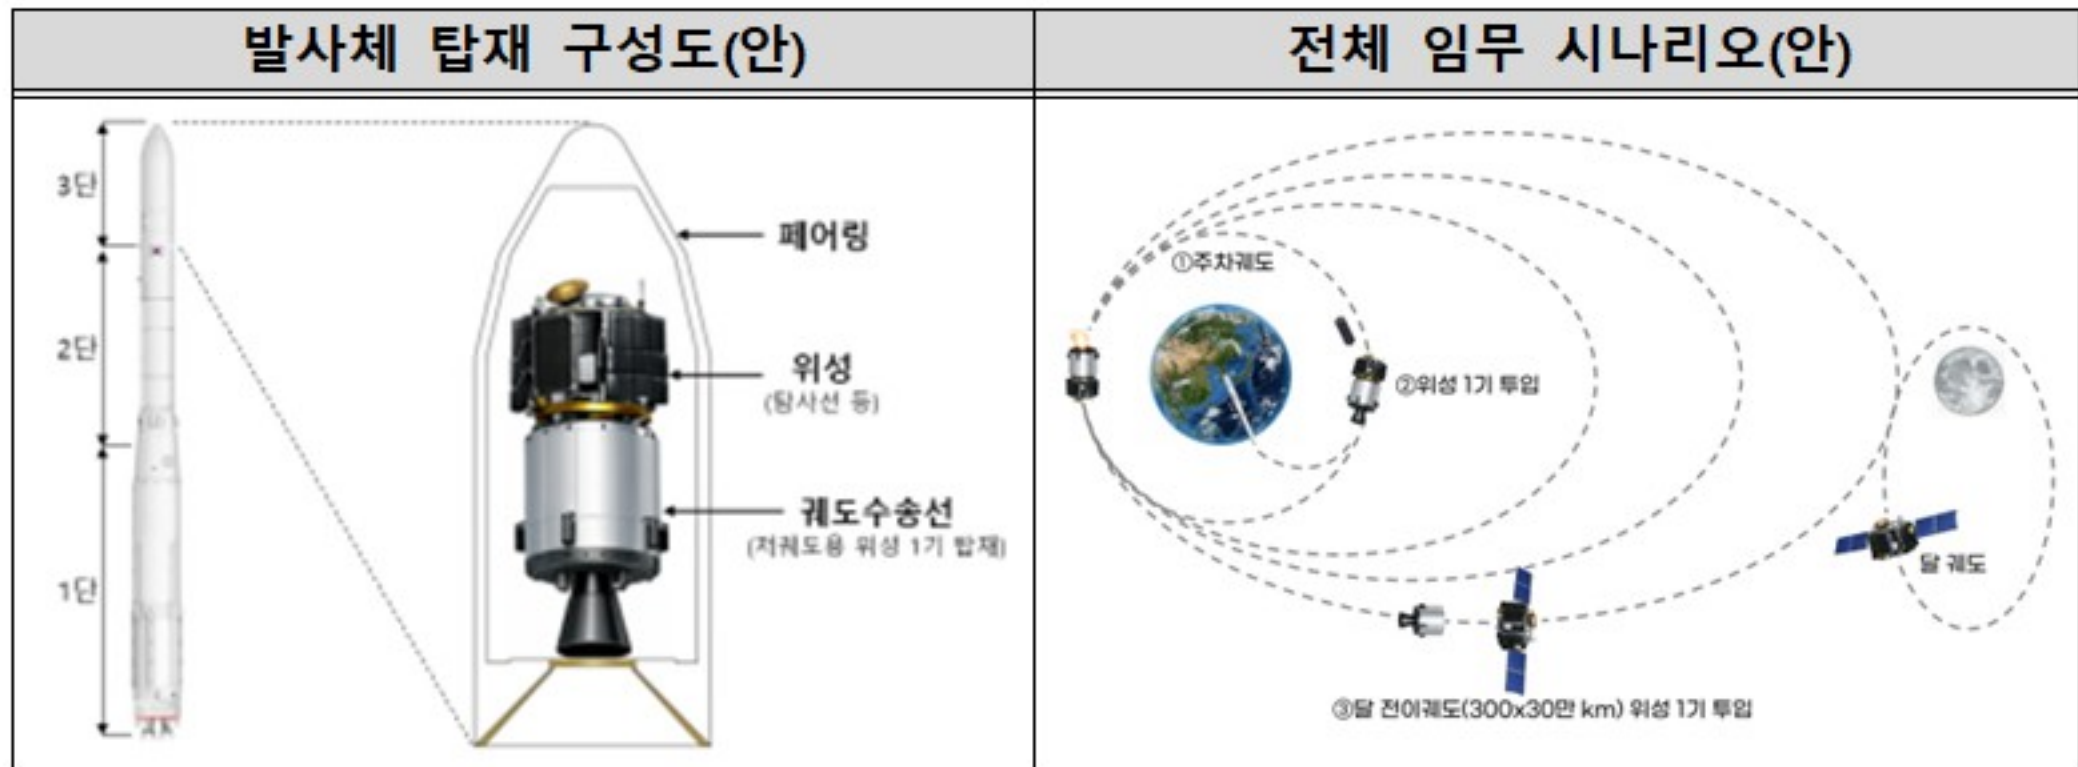 발사체 탑재 구성도(안)
전체 임무 시나리오(안)
3단
2단
1단
페어링
위성
(탐사선 등)
궤도수송선
(저궤도용 위성 1기 탑재)
①주차궤도
②위성 1기 투입
달 궤도
③달 전이궤도(300x30만 km) 위성 1기 투입